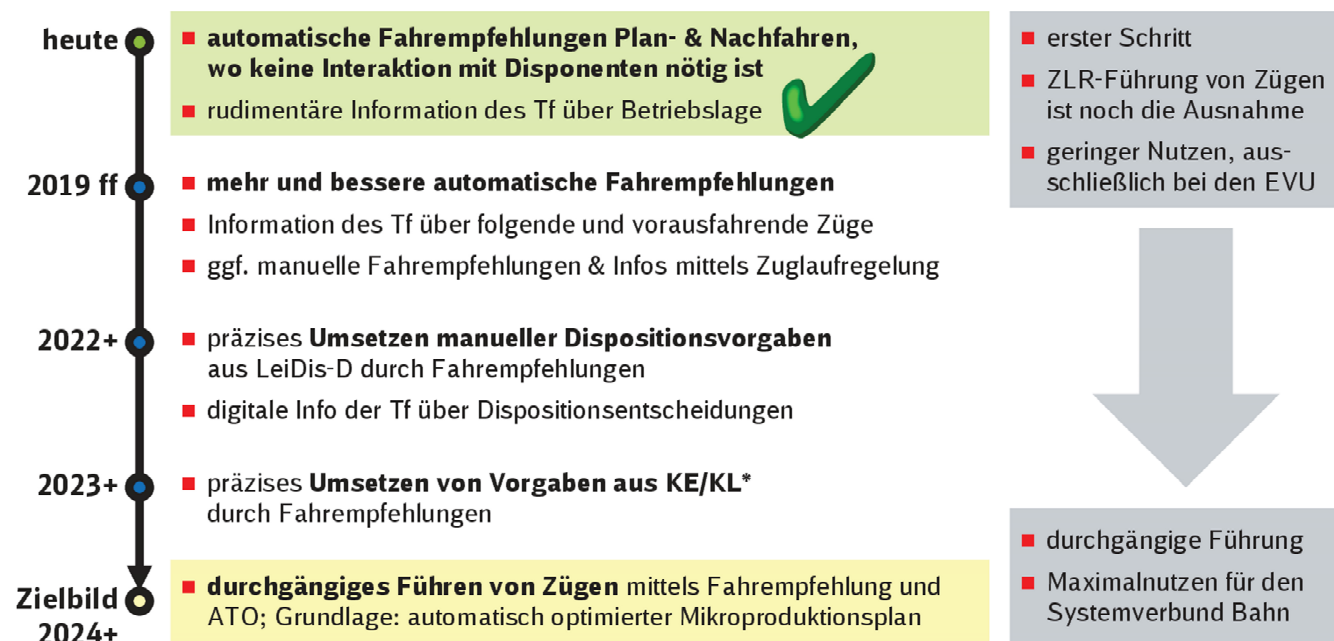 heute
automatische Fahrempfehlungen Plan- & Nachfahren,
wo keine Interaktion mit Disponenten nötig ist
rudimentäre Information des Tf über Betriebslage
2019 ff
mehr und bessere automatische Fahrempfehlungen
Information des Tf über folgende und vorausfahrende Züge
ggf. manuelle Fahrempfehlungen & Infos mittels Zuglaufregelung
2022+
präzises Umsetzen manueller Dispositionsvorgaben
aus LeiDis-D durch Fahrempfehlungen
digitale Info der Tf über Dispositionsentscheidungen
2023+
präzises Umsetzen von Vorgaben aus KE/KL*
durch Fahrempfehlungen
Zielbild
2024+
durchgängiges Führen von Zügen mittels Fahrempfehlung und
ATO; Grundlage: automatisch optimierter Mikroproduktionsplan
erster Schritt
ZLR-Führung von Zügen
ist noch die Ausnahme
geringer Nutzen, aus-
schließlich bei den EVU
durchgängige Führung
Maximalnutzen für den
Systemverbund Bahn